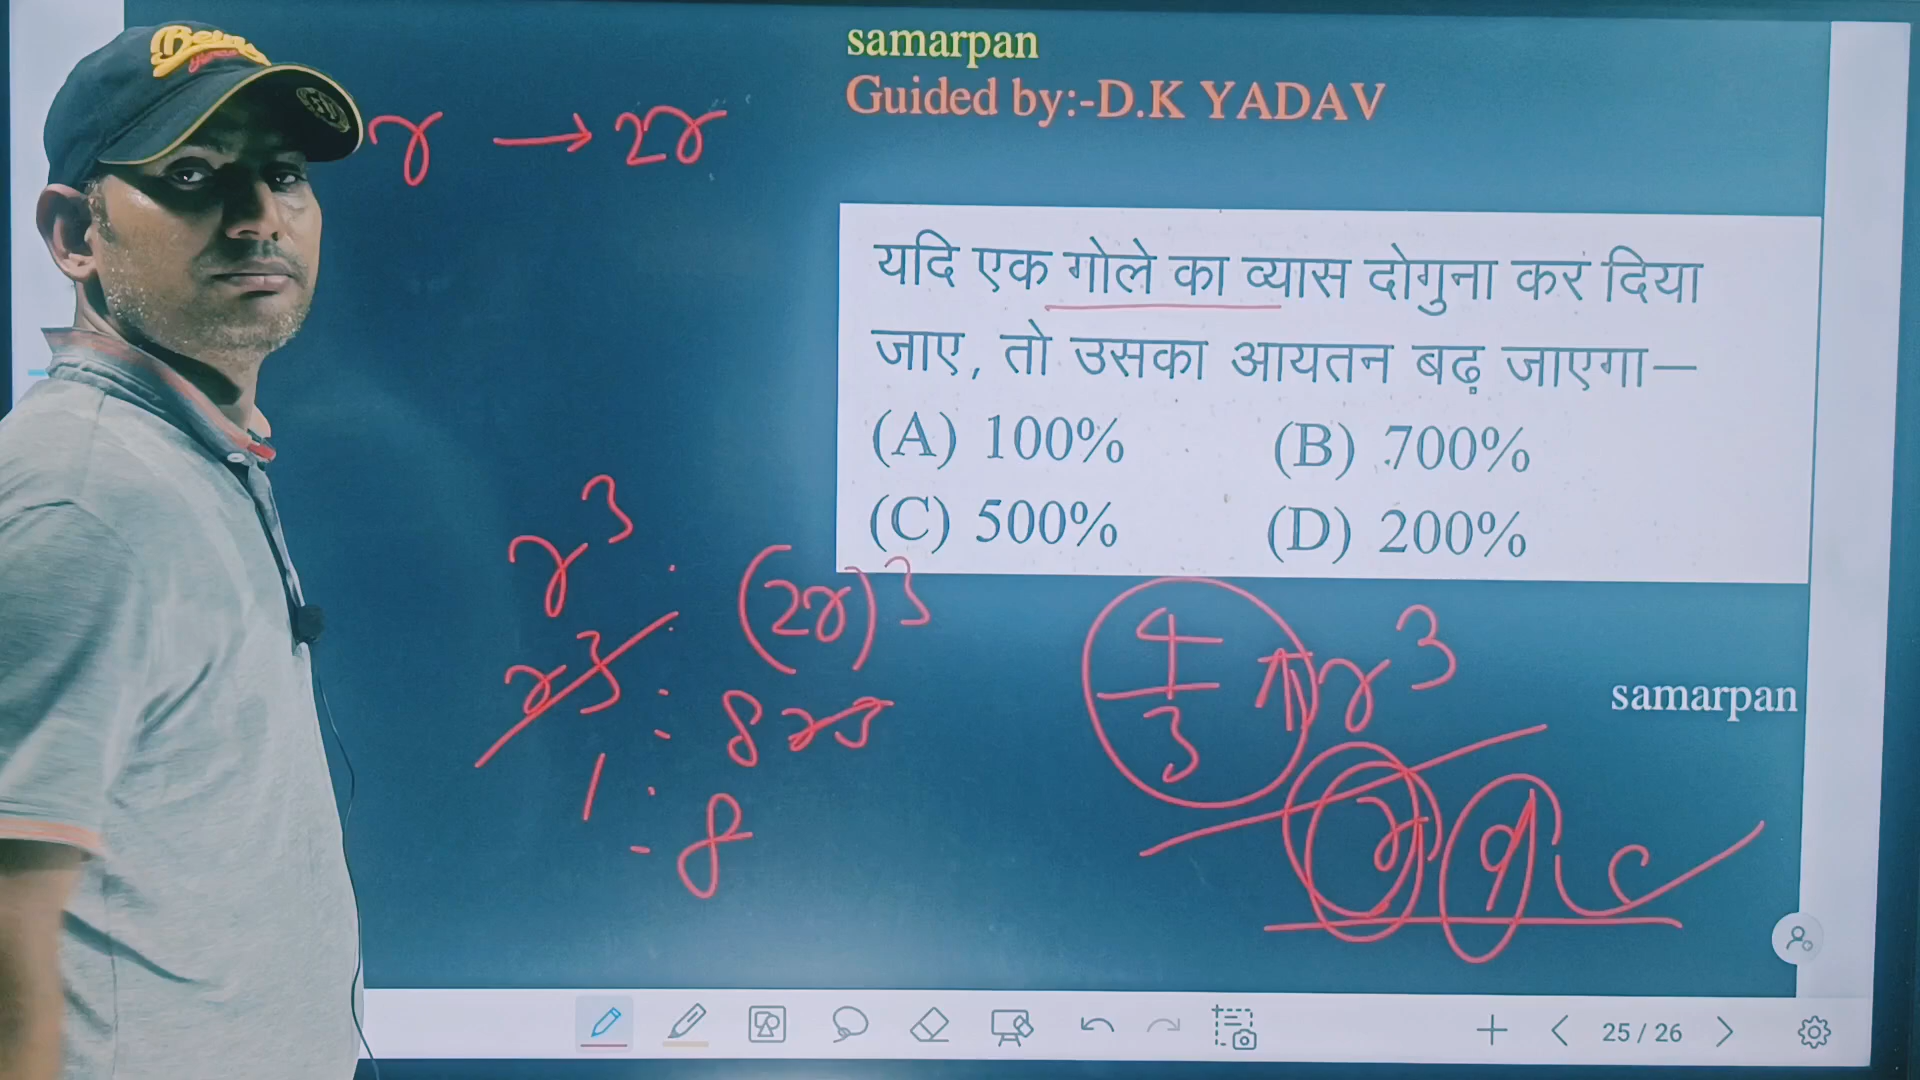 samarpan
Guided by:-D.K YADAV
r → 2r
यदि एक गोले का व्यास दोगुना कर दिया
जाए, तो उसका आयतन बढ़ जाएगा—
(A) 100% (B) 700%
(C) 500% (D) 200%
r³ : (2r)³
r³ : 8r³
1 : 8
4/3 πr³
samarpan
25 / 26